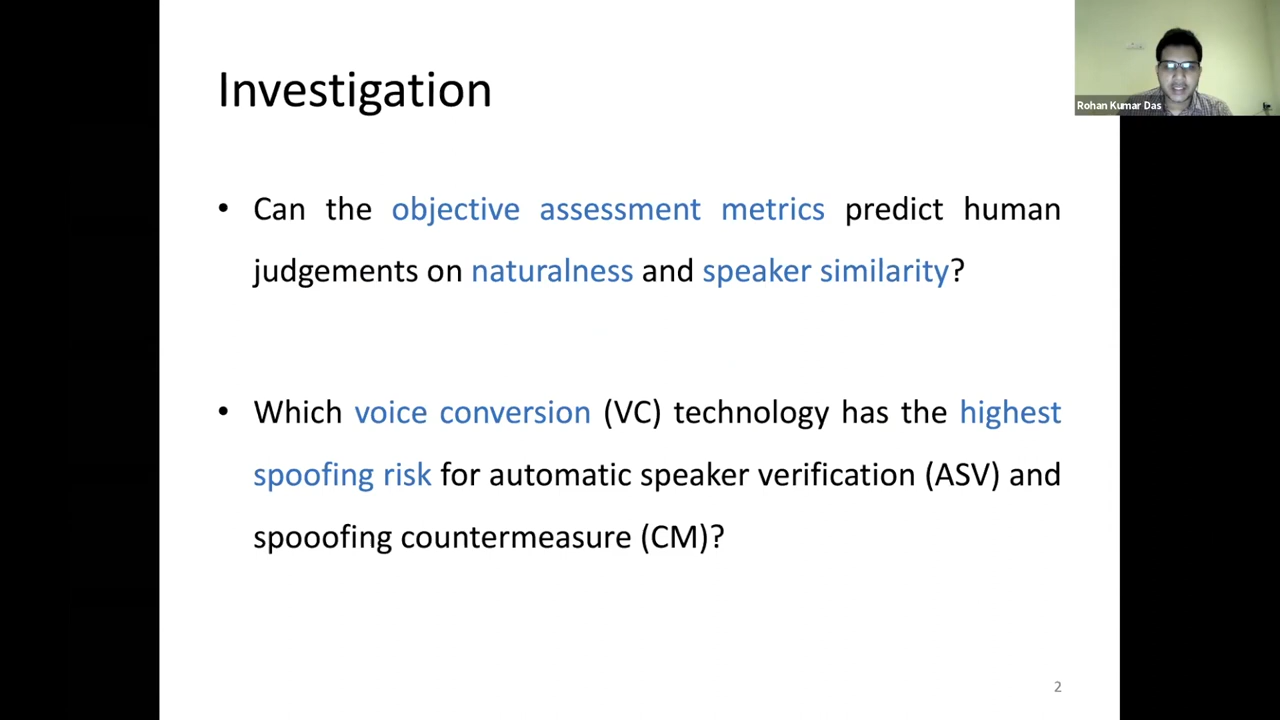 Investigation
Rohan Kumar Das
• Can the objective assessment metrics predict human
judgements on naturalness and speaker similarity?
• Which voice conversion (VC) technology has the highest
spoofing risk for automatic speaker verification (ASV) and
spooofing countermeasure (CM)?
2